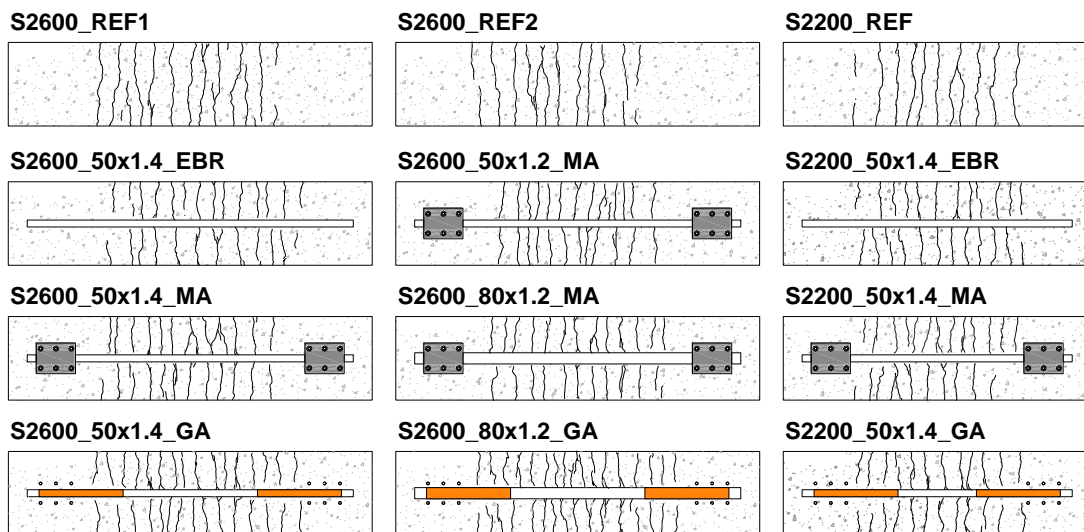 S2600_REF1
S2600_REF2
S2200_REF
S2600_50x1.4_EBR
S2600_50x1.2_MA
S2200_50x1.4_EBR
S2600_50x1.4_MA
S2600_80x1.2_MA
S2200_50x1.4_MA
S2600_50x1.4_GA
S2600_80x1.2_GA
S2200_50x1.4_GA